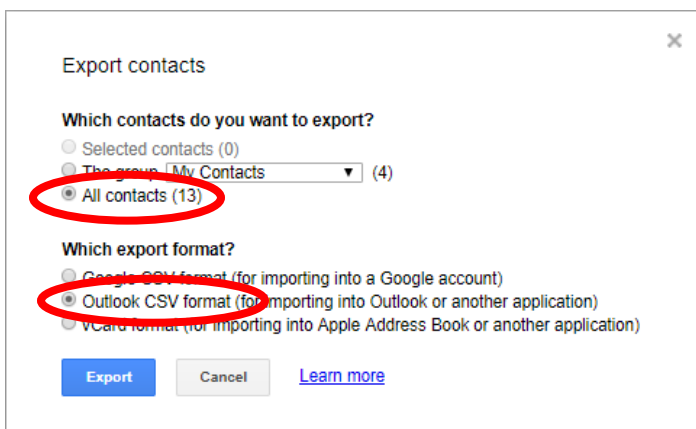 Export contacts
Which contacts do you want to export?
Selected contacts (0)
The group My Contacts (4)
All contacts (13)
Which export format?
Google CSV format (for importing into a Google account)
Outlook CSV format (for importing into Outlook or another application)
vCard format (for importing into Apple Address Book or another application)
Export Cancel Learn more